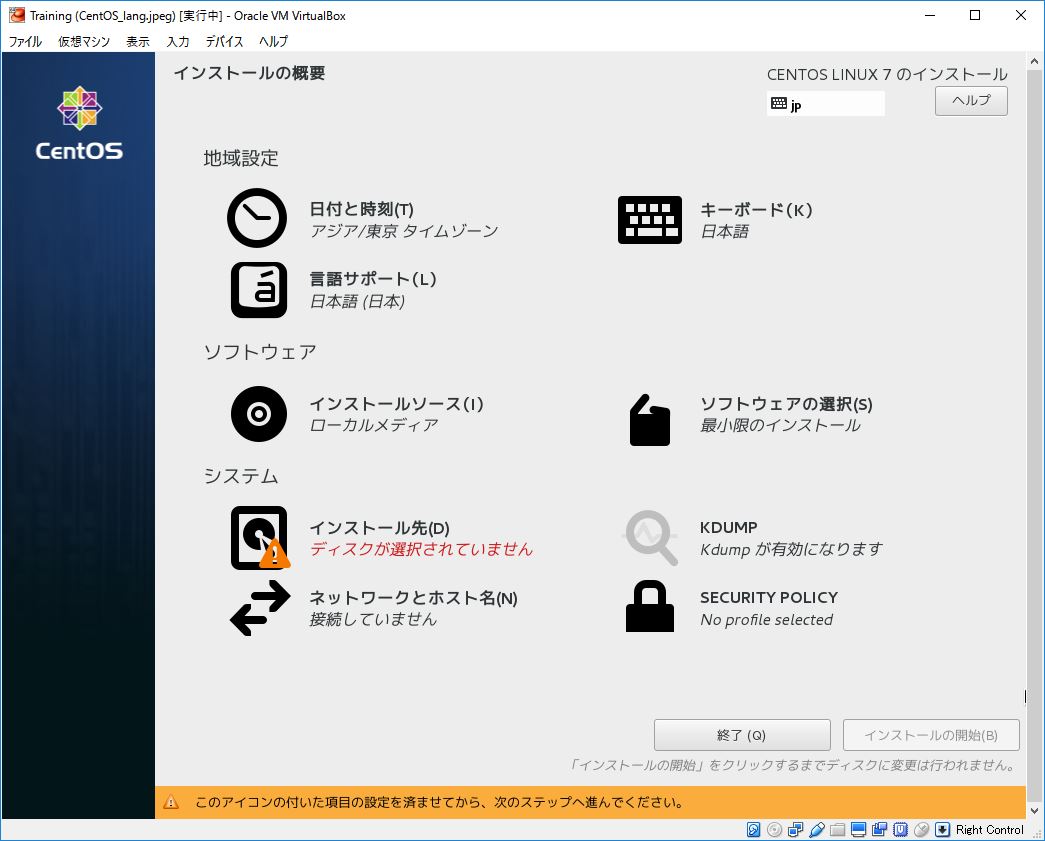 Training (CentOS_lang.jpeg) [実行中] - Oracle VM VirtualBox
ファイル 仮想マシン 表示 入力 デバイス ヘルプ
インストールの概要
CENTOS LINUX 7 のインストール
jp
ヘルプ
CentOS
地域設定
日付と時刻(T)
アジア/東京 タイムゾーン
キーボード(K)
日本語
á
言語サポート(L)
日本語 (日本)
ソフトウェア
インストールソース(I)
ローカルメディア
ソフトウェアの選択(S)
最小限のインストール
システム
インストール先(D)
ディスクが選択されていません
KDUMP
Kdump が有効になります
ネットワークとホスト名(N)
接続していません
SECURITY POLICY
No profile selected
終了 (Q)
インストールの開始(B)
「インストールの開始」をクリックするまでディスクに変更は行われません。
このアイコンの付いた項目の設定を済ませてから、次のステップへ進んでください。
Right Control